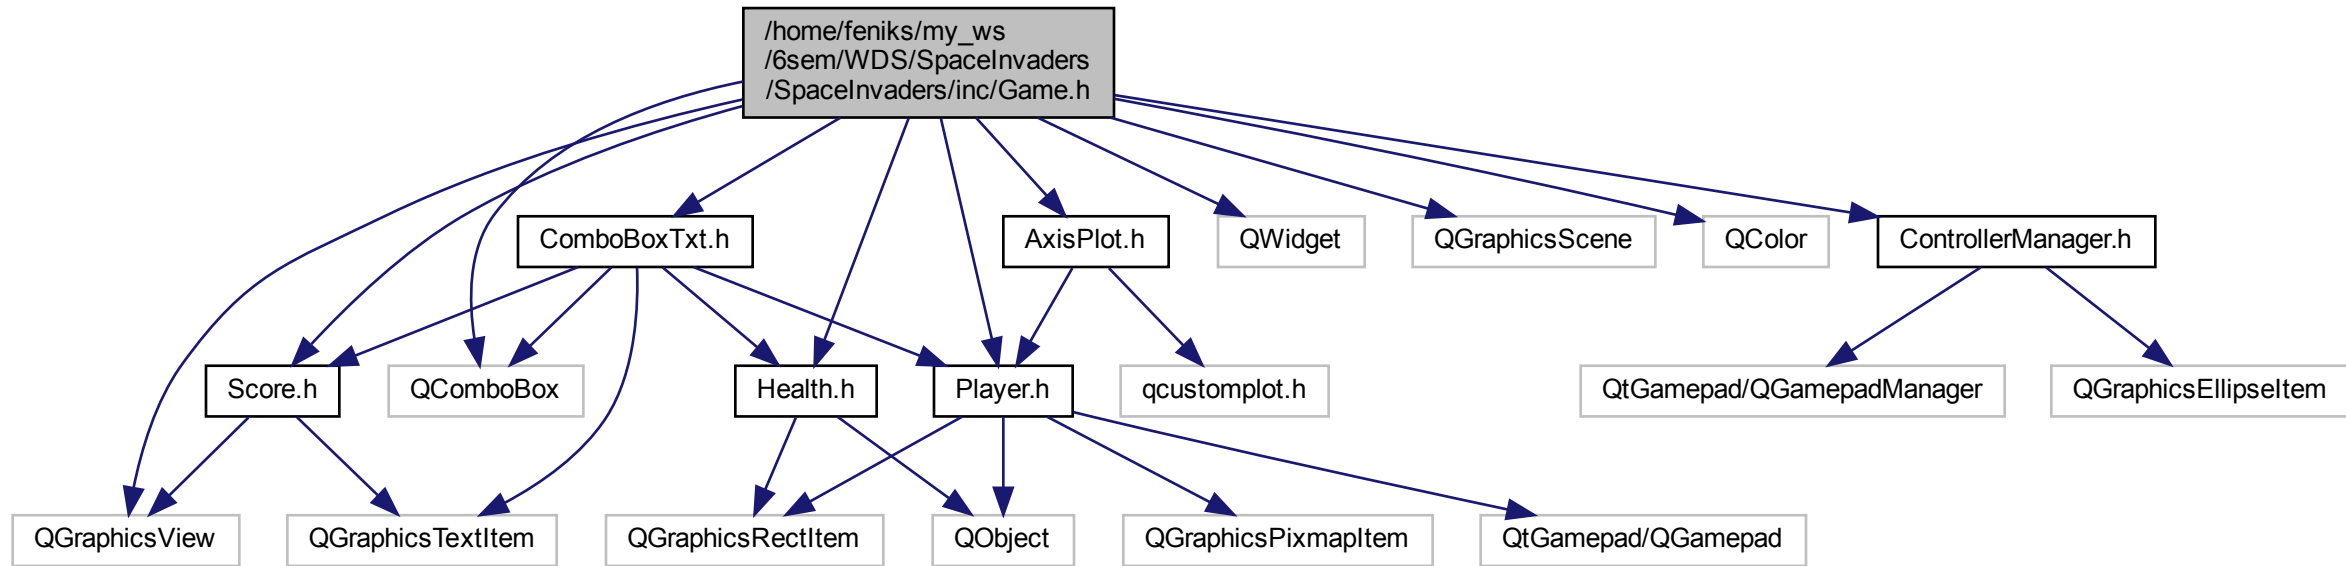 /home/feniks/my_ws
/6sem/WDS/SpaceInvaders
/SpaceInvaders/inc/Game.h
ComboBoxTxt.h
AxisPlot.h
QWidget
QGraphicsScene
QColor
ControllerManager.h
Score.h
QComboBox
Health.h
Player.h
qcustomplot.h
QtGamepad/QGamepadManager
QGraphicsEllipseItem
QGraphicsView
QGraphicsTextItem
QGraphicsRectItem
QObject
QGraphicsPixmapItem
QtGamepad/QGamepad